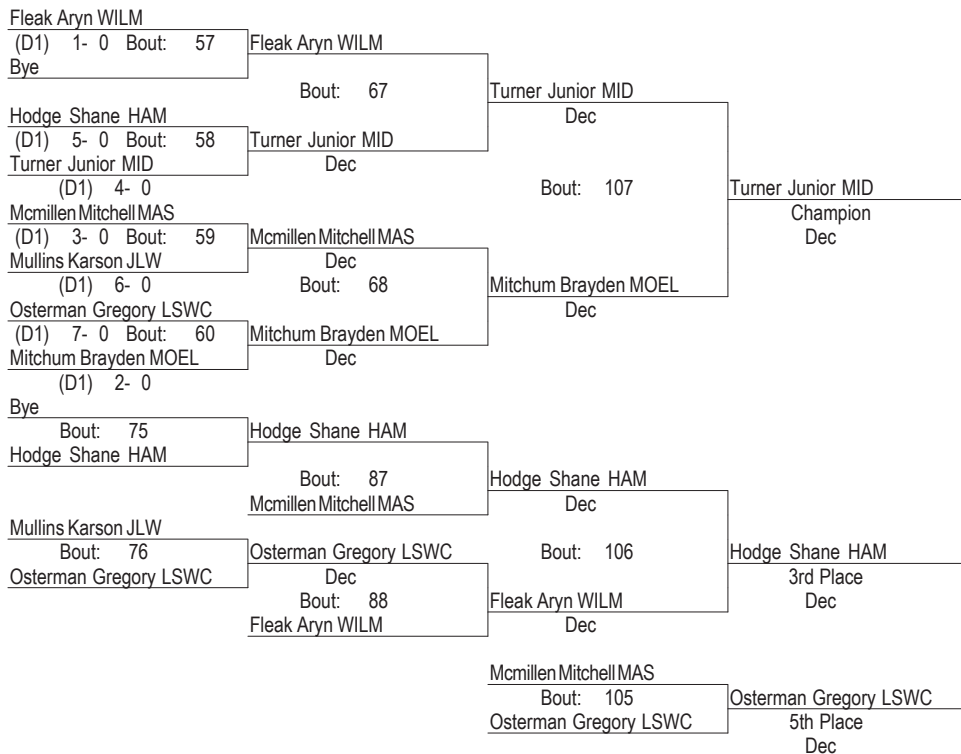 Fleak Aryn WILM
(D1) 1- 0 Bout: 57
Fleak Aryn WILM
Bye
Bout: 67
Turner Junior MID
Dec
Hodge Shane HAM
(D1) 5- 0 Bout: 58
Turner Junior MID
Turner Junior MID
Dec
(D1) 4- 0
Bout: 107
Turner Junior MID
Champion
Dec
Mcmillen Mitchell MAS
(D1) 3- 0 Bout: 59
Mcmillen Mitchell MAS
Mullins Karson JLW
Dec
(D1) 6- 0
Bout: 68
Mitchum Brayden MOEL
Dec
Osterman Gregory LSWC
(D1) 7- 0 Bout: 60
Mitchum Brayden MOEL
Mitchum Brayden MOEL
Dec
(D1) 2- 0
Bye
Bout: 75
Hodge Shane HAM
Hodge Shane HAM
Bout: 87
Hodge Shane HAM
Mcmillen Mitchell MAS
Dec
Mullins Karson JLW
Bout: 76
Osterman Gregory LSWC
Bout: 106
Hodge Shane HAM
Osterman Gregory LSWC
Dec
3rd Place
Bout: 88
Fleak Aryn WILM
Dec
Fleak Aryn WILM
Dec
Mcmillen Mitchell MAS
Bout: 105
Osterman Gregory LSWC
Osterman Gregory LSWC
5th Place
Dec